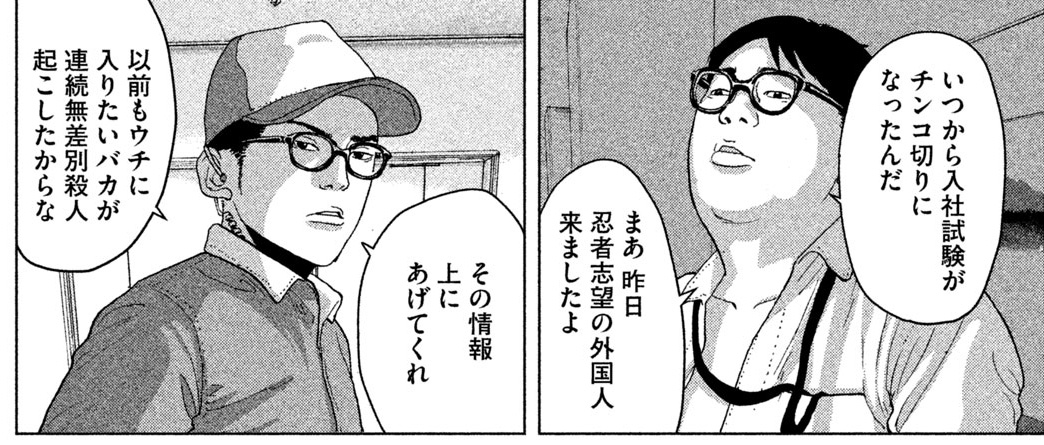 いつから入社試験が
チンコ切りに
なったんだ
まあ 昨日
忍者志望の外国人
来ましたよ
その情報
上に
あげてくれ
以前もウチに
入りたいバカが
連続無差別殺人
起こしたからな